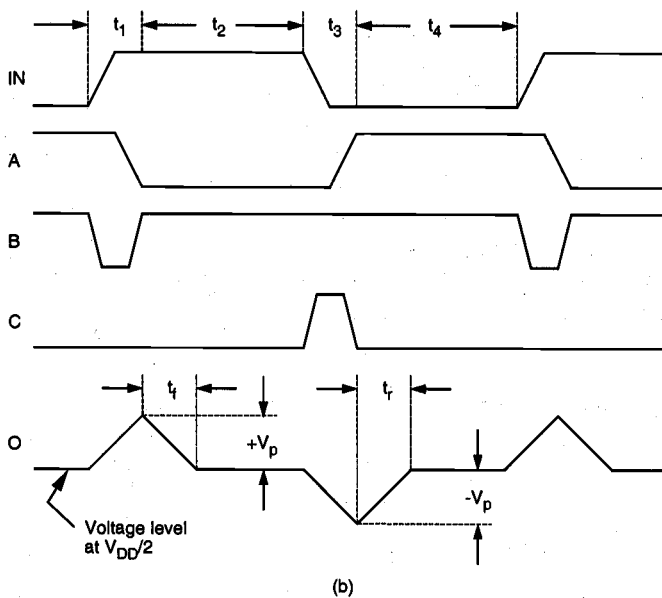 t1 t2 t3 t4
IN
A
B
C
tf tr
O
+Vp
-Vp
Voltage level
at VDD/2
(b)